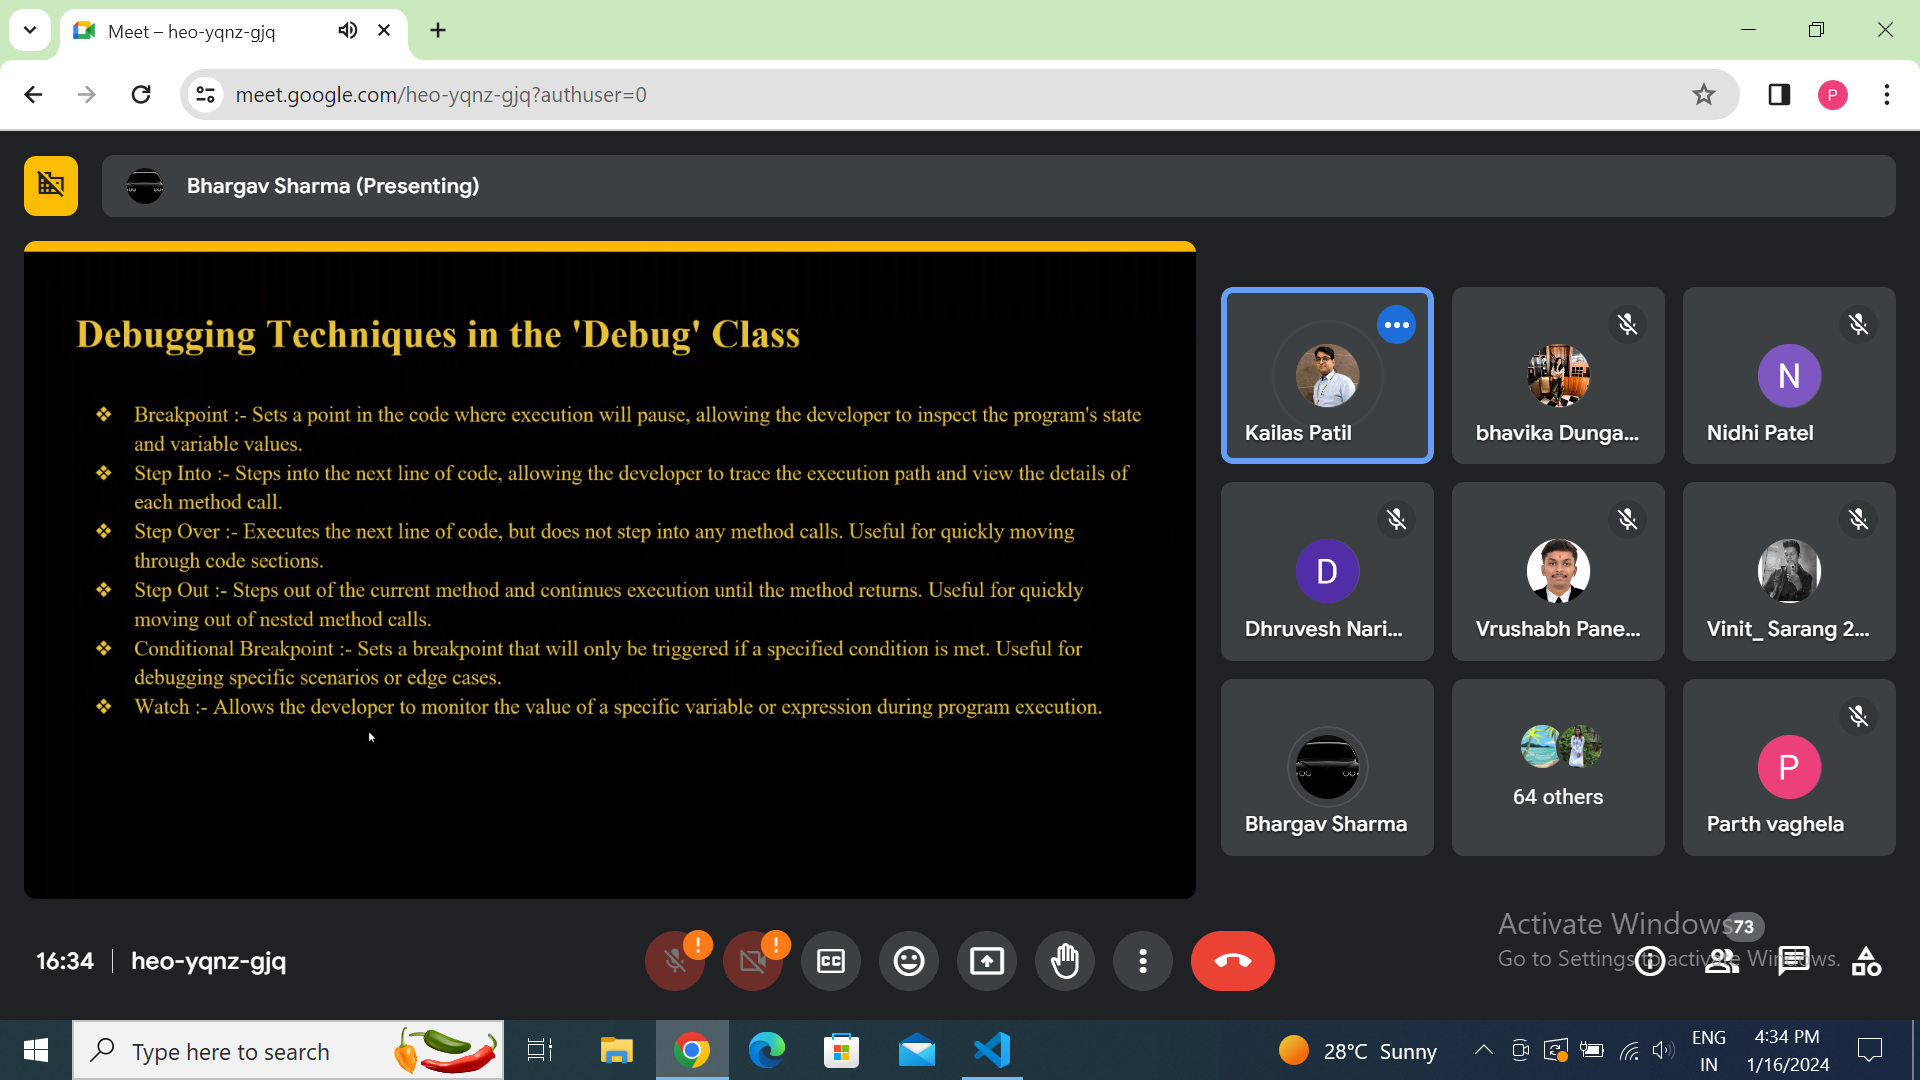 Meet – heo-yqnz-gjq
meet.google.com/heo-yqnz-gjq?authuser=0
P
Bhargav Sharma (Presenting)
Debugging Techniques in the 'Debug' Class
❖ Breakpoint :- Sets a point in the code where execution will pause, allowing the developer to inspect the program's state
and variable values.
❖ Step Into :- Steps into the next line of code, allowing the developer to trace the execution path and view the details of
each method call.
❖ Step Over :- Executes the next line of code, but does not step into any method calls. Useful for quickly moving
through code sections.
❖ Step Out :- Steps out of the current method and continues execution until the method returns. Useful for quickly
moving out of nested method calls.
❖ Conditional Breakpoint :- Sets a breakpoint that will only be triggered if a specified condition is met. Useful for
debugging specific scenarios or edge cases.
❖ Watch :- Allows the developer to monitor the value of a specific variable or expression during program execution.
Kailas Patil
bhavika Dunga...
N
Nidhi Patel
D
Dhruvesh Nari...
Vrushabh Pane...
Vinit_ Sarang 2...
Bhargav Sharma
64 others
P
Parth vaghela
16:34
heo-yqnz-gjq
!
!
CC
Activate Windows
73
Go to Settings to activate Windows.
Type here to search
28°C Sunny
ENG
IN
4:34 PM
1/16/2024